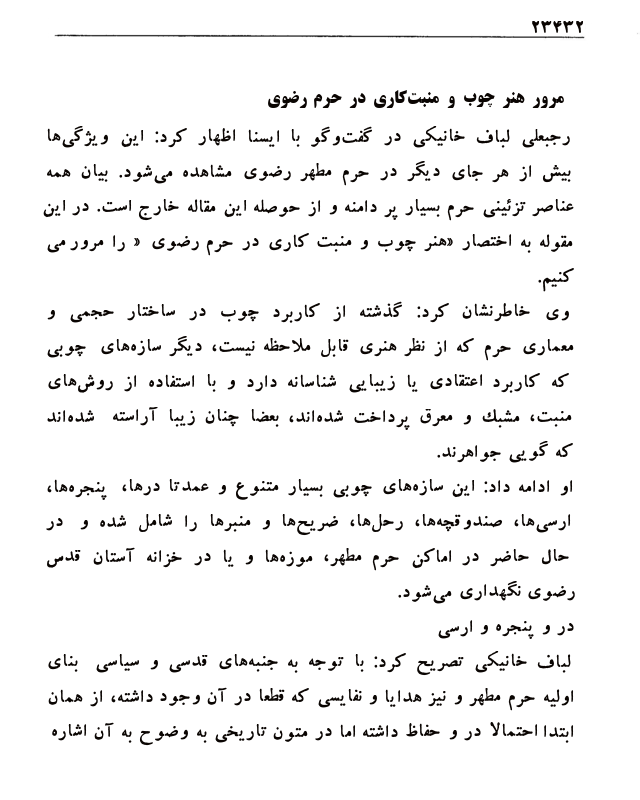 ۲۳۴۳۲
مرور هنر چوب و منبت‌کاری در حرم رضوی
رجبعلی لباف خانیکی در گفت‌وگو با ایسنا اظهار کرد: این ویژگی‌ها
بیش از هر جای دیگر در حرم مطهر رضوی مشاهده می‌شود. بیان همه
عناصر تزئینی حرم بسیار پر دامنه و از حوصله این مقاله خارج است. در این
مقوله به اختصار «هنر چوب و منبت کاری در حرم رضوی « را مرور می
کنیم.
وی خاطرنشان کرد: گذشته از کاربرد چوب در ساختار حجمی و
معماری حرم که از نظر هنری قابل ملاحظه نیست، دیگر سازه‌های چوبی
که کاربرد اعتقادی یا زیبایی شناسانه دارد و با استفاده از روش‌های
منبت، مشبك و معرق پرداخت شده‌اند، بعضا چنان زیبا آراسته شده‌اند
که گویی جواهرند.
او ادامه داد: این سازه‌های چوبی بسیار متنوع و عمدتا درها، پنجره‌ها،
ارسی‌ها، صندوقچه‌ها، رحل‌ها، ضریح‌ها و منبرها را شامل شده و در
حال حاضر در اماکن حرم مطهر، موزه‌ها و یا در خزانه آستان قدس
رضوی نگهداری می‌شود.
در و پنجره و ارسی
لباف خانیکی تصریح کرد: با توجه به جنبه‌های قدسی و سیاسی بنای
اولیه حرم مطهر و نیز هدایا و نفایسی که قطعا در آن وجود داشته، از همان
ابتدا احتمالا در و حفاظ داشته اما در متون تاریخی به وضوح به آن اشاره